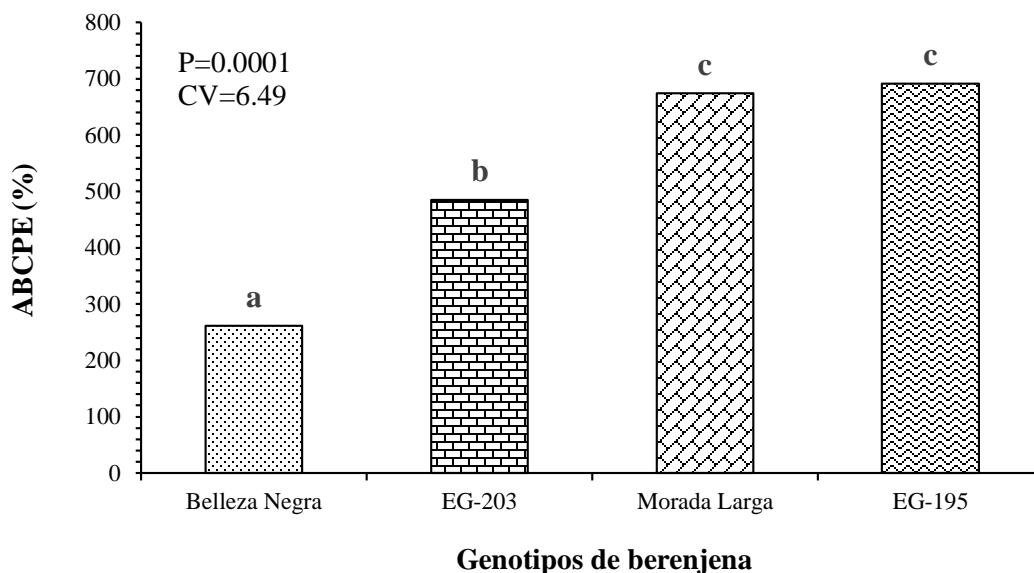 800
700
600
500
400
300
200
100
0
ABCPE (%)
P=0.0001
CV=6.49
a
b
c
c
Belleza Negra
EG-203
Morada Larga
EG-195
Genotipos de berenjena